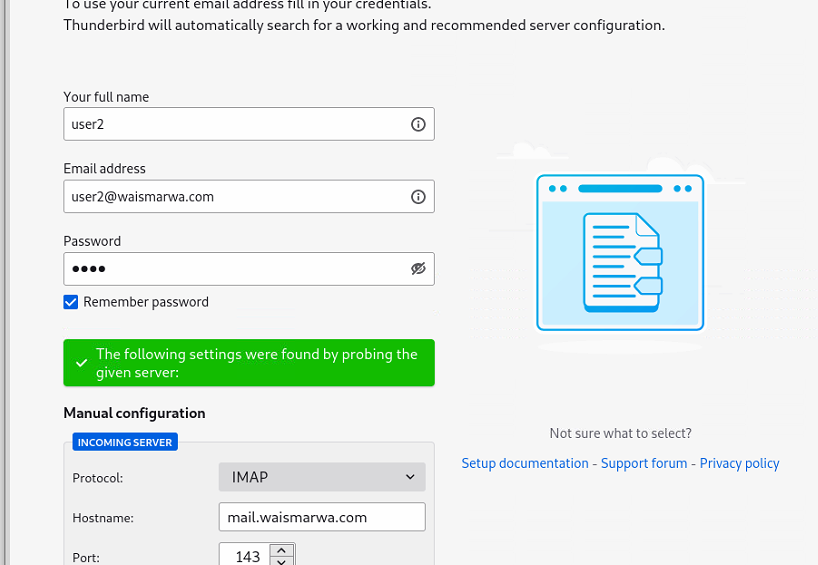 To use your current email address fill in your credentials.
Thunderbird will automatically search for a working and recommended server configuration.
Your full name
user2
Email address
user2@waismarwa.com
Password
Remember password
The following settings were found by probing the
given server:
Manual configuration
INCOMING SERVER
Protocol:
IMAP
Hostname:
mail.waismarwa.com
Port:
143
Not sure what to select?
Setup documentation - Support forum - Privacy policy